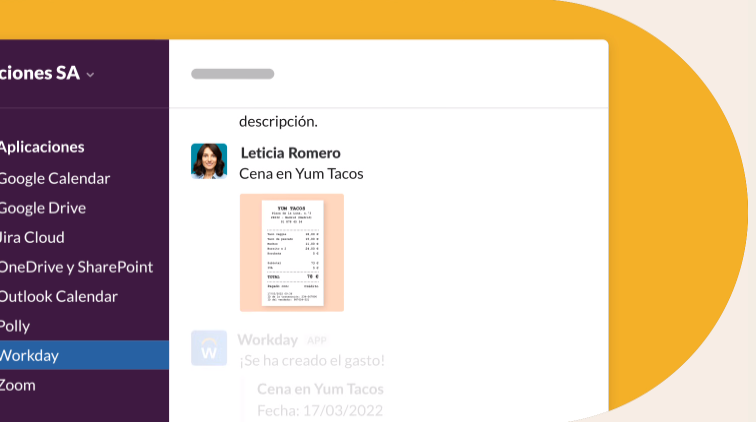 ciones SA
Aplicaciones
Google Calendar
Google Drive
Jira Cloud
OneDrive y SharePoint
Outlook Calendar
Polly
Workday
Zoom
descripción.
Leticia Romero
Cena en Yum Tacos
YUM TACOS
TOTAL 79 €
Workday APP
¡Se ha creado el gasto!
Cena en Yum Tacos
Fecha: 17/03/2022